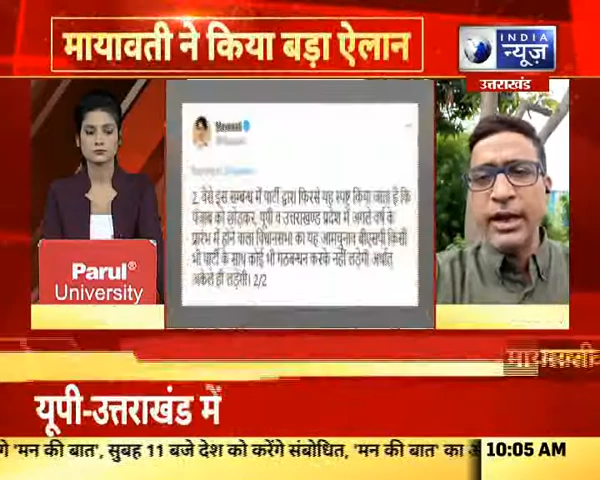 मायावती ने किया बड़ा ऐलान
INDIA
न्यूज़
उत्तराखंड
Mayawati
2. वैसे इस सम्बन्ध में पार्टी द्वारा फिरसे यह स्पष्ट किया जाता है कि
पंजाब को छोड़कर, यूपी व उत्तराखण्ड प्रदेश में अगले वर्ष के
प्रारंभ में होने वाला विधानसभा का यह आमचुनाव बीएसपी किसी
भी पार्टी के साथ कोई भी गठबन्धन करके नहीं लड़ेगी अर्थात
अकेले ही लड़ेगी। 2/2
Parul®
University
यूपी-उत्तराखंड में
गे 'मन की बात', सुबह 11 बजे देश को करेंगे संबोधित, 'मन की बात' का
10:05 AM